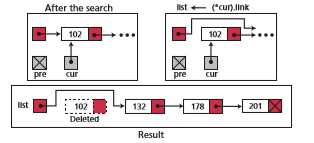 After the search
list ← (*cur).link
102
102
pre
cur
pre
cur
list
102
132
178
201
Deleted
Result